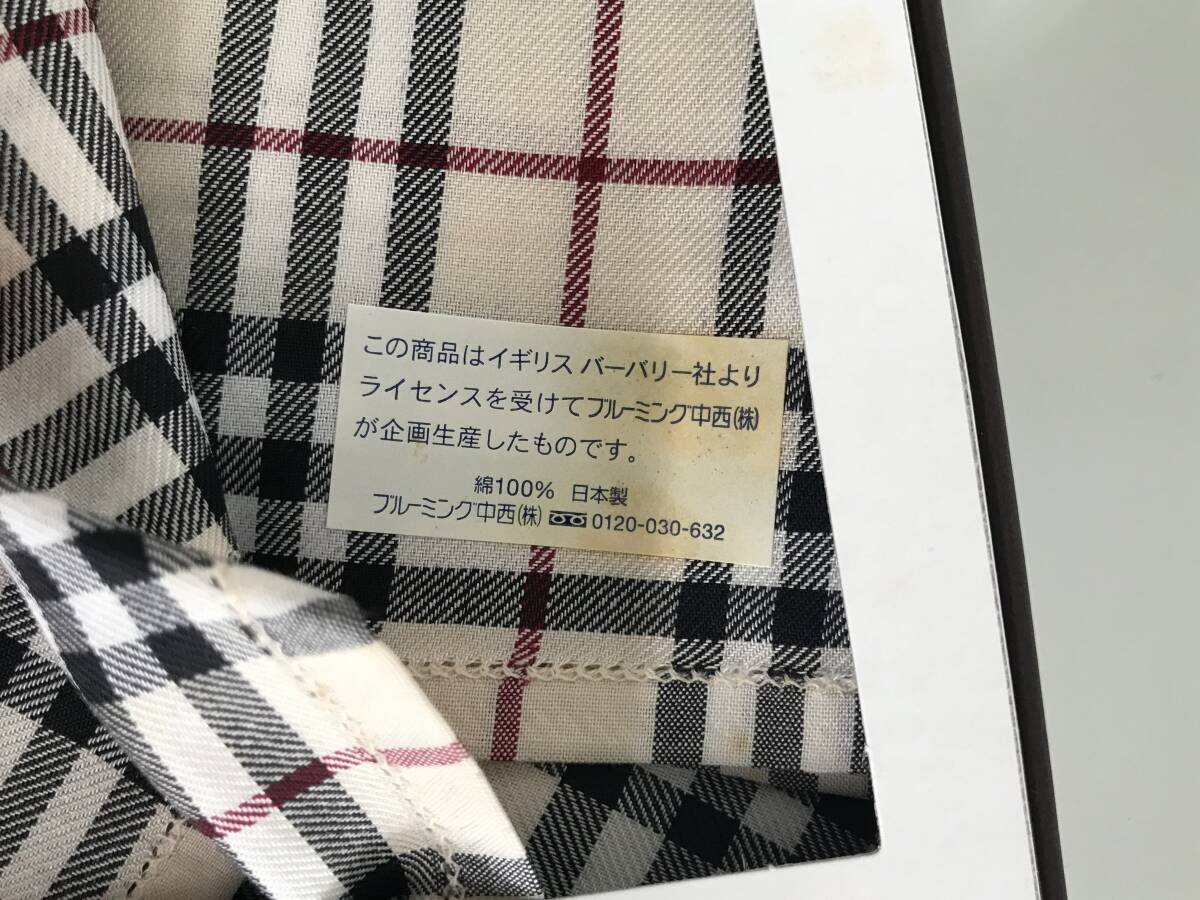 この商品はイギリス バーバリー社より
ライセンスを受けてブルーミング中西(株)
が企画生産したものです。
綿100% 日本製
ブルーミング中西(株) 0120-030-632